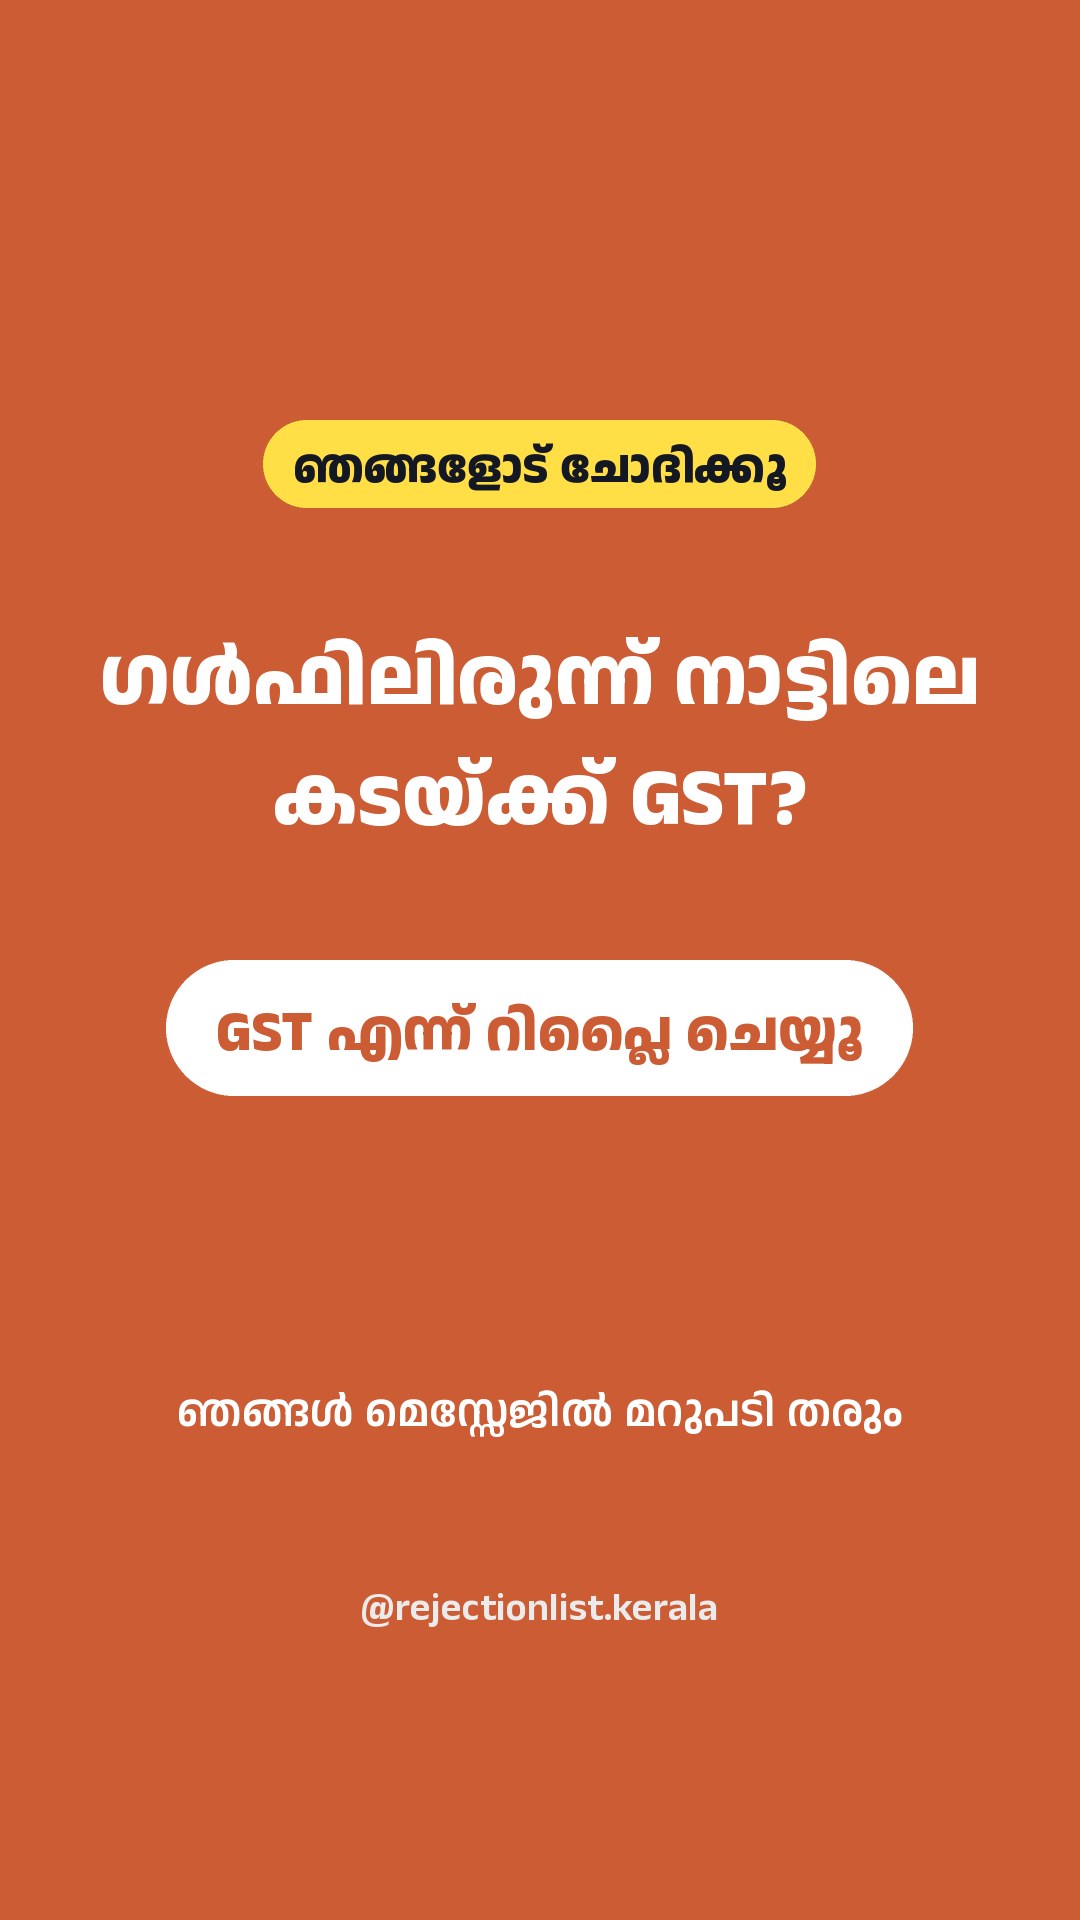 ഞങ്ങളോട് ചോദിക്കൂ
ഗൾഫിലിരുന്ന് നാട്ടിലെ
കടയ്ക്ക് GST?
GST എന്ന് റിപ്ലൈ ചെയ്യൂ
ഞങ്ങൾ മെസ്സേജിൽ മറുപടി തരും
@rejectionlist.kerala